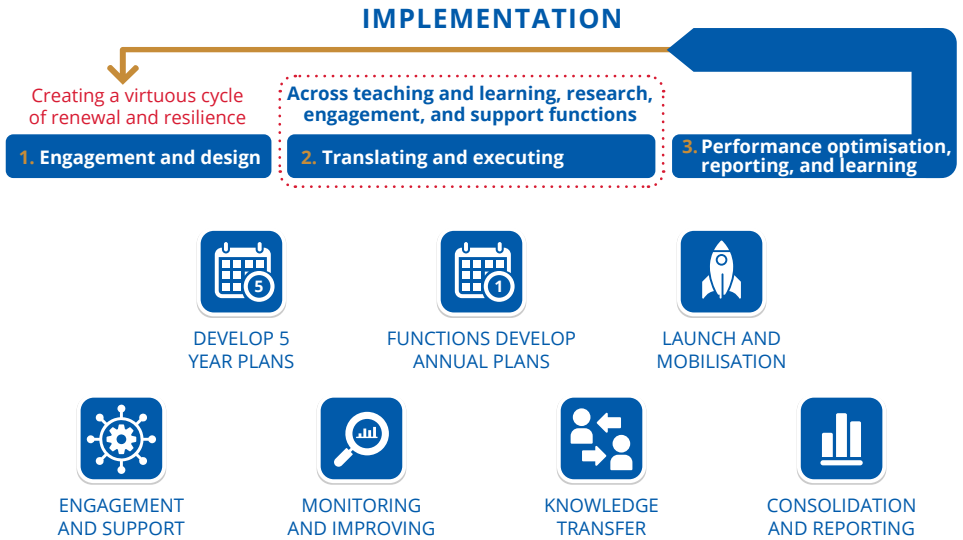 IMPLEMENTATION
Creating a virtuous cycle
of renewal and resilience
Across teaching and learning, research,
engagement, and support functions
1. Engagement and design
2. Translating and executing
3. Performance optimisation,
reporting, and learning
5
1
DEVELOP 5
YEAR PLANS
FUNCTIONS DEVELOP
ANNUAL PLANS
LAUNCH AND
MOBILISATION
ENGAGEMENT
AND SUPPORT
MONITORING
AND IMPROVING
KNOWLEDGE
TRANSFER
CONSOLIDATION
AND REPORTING